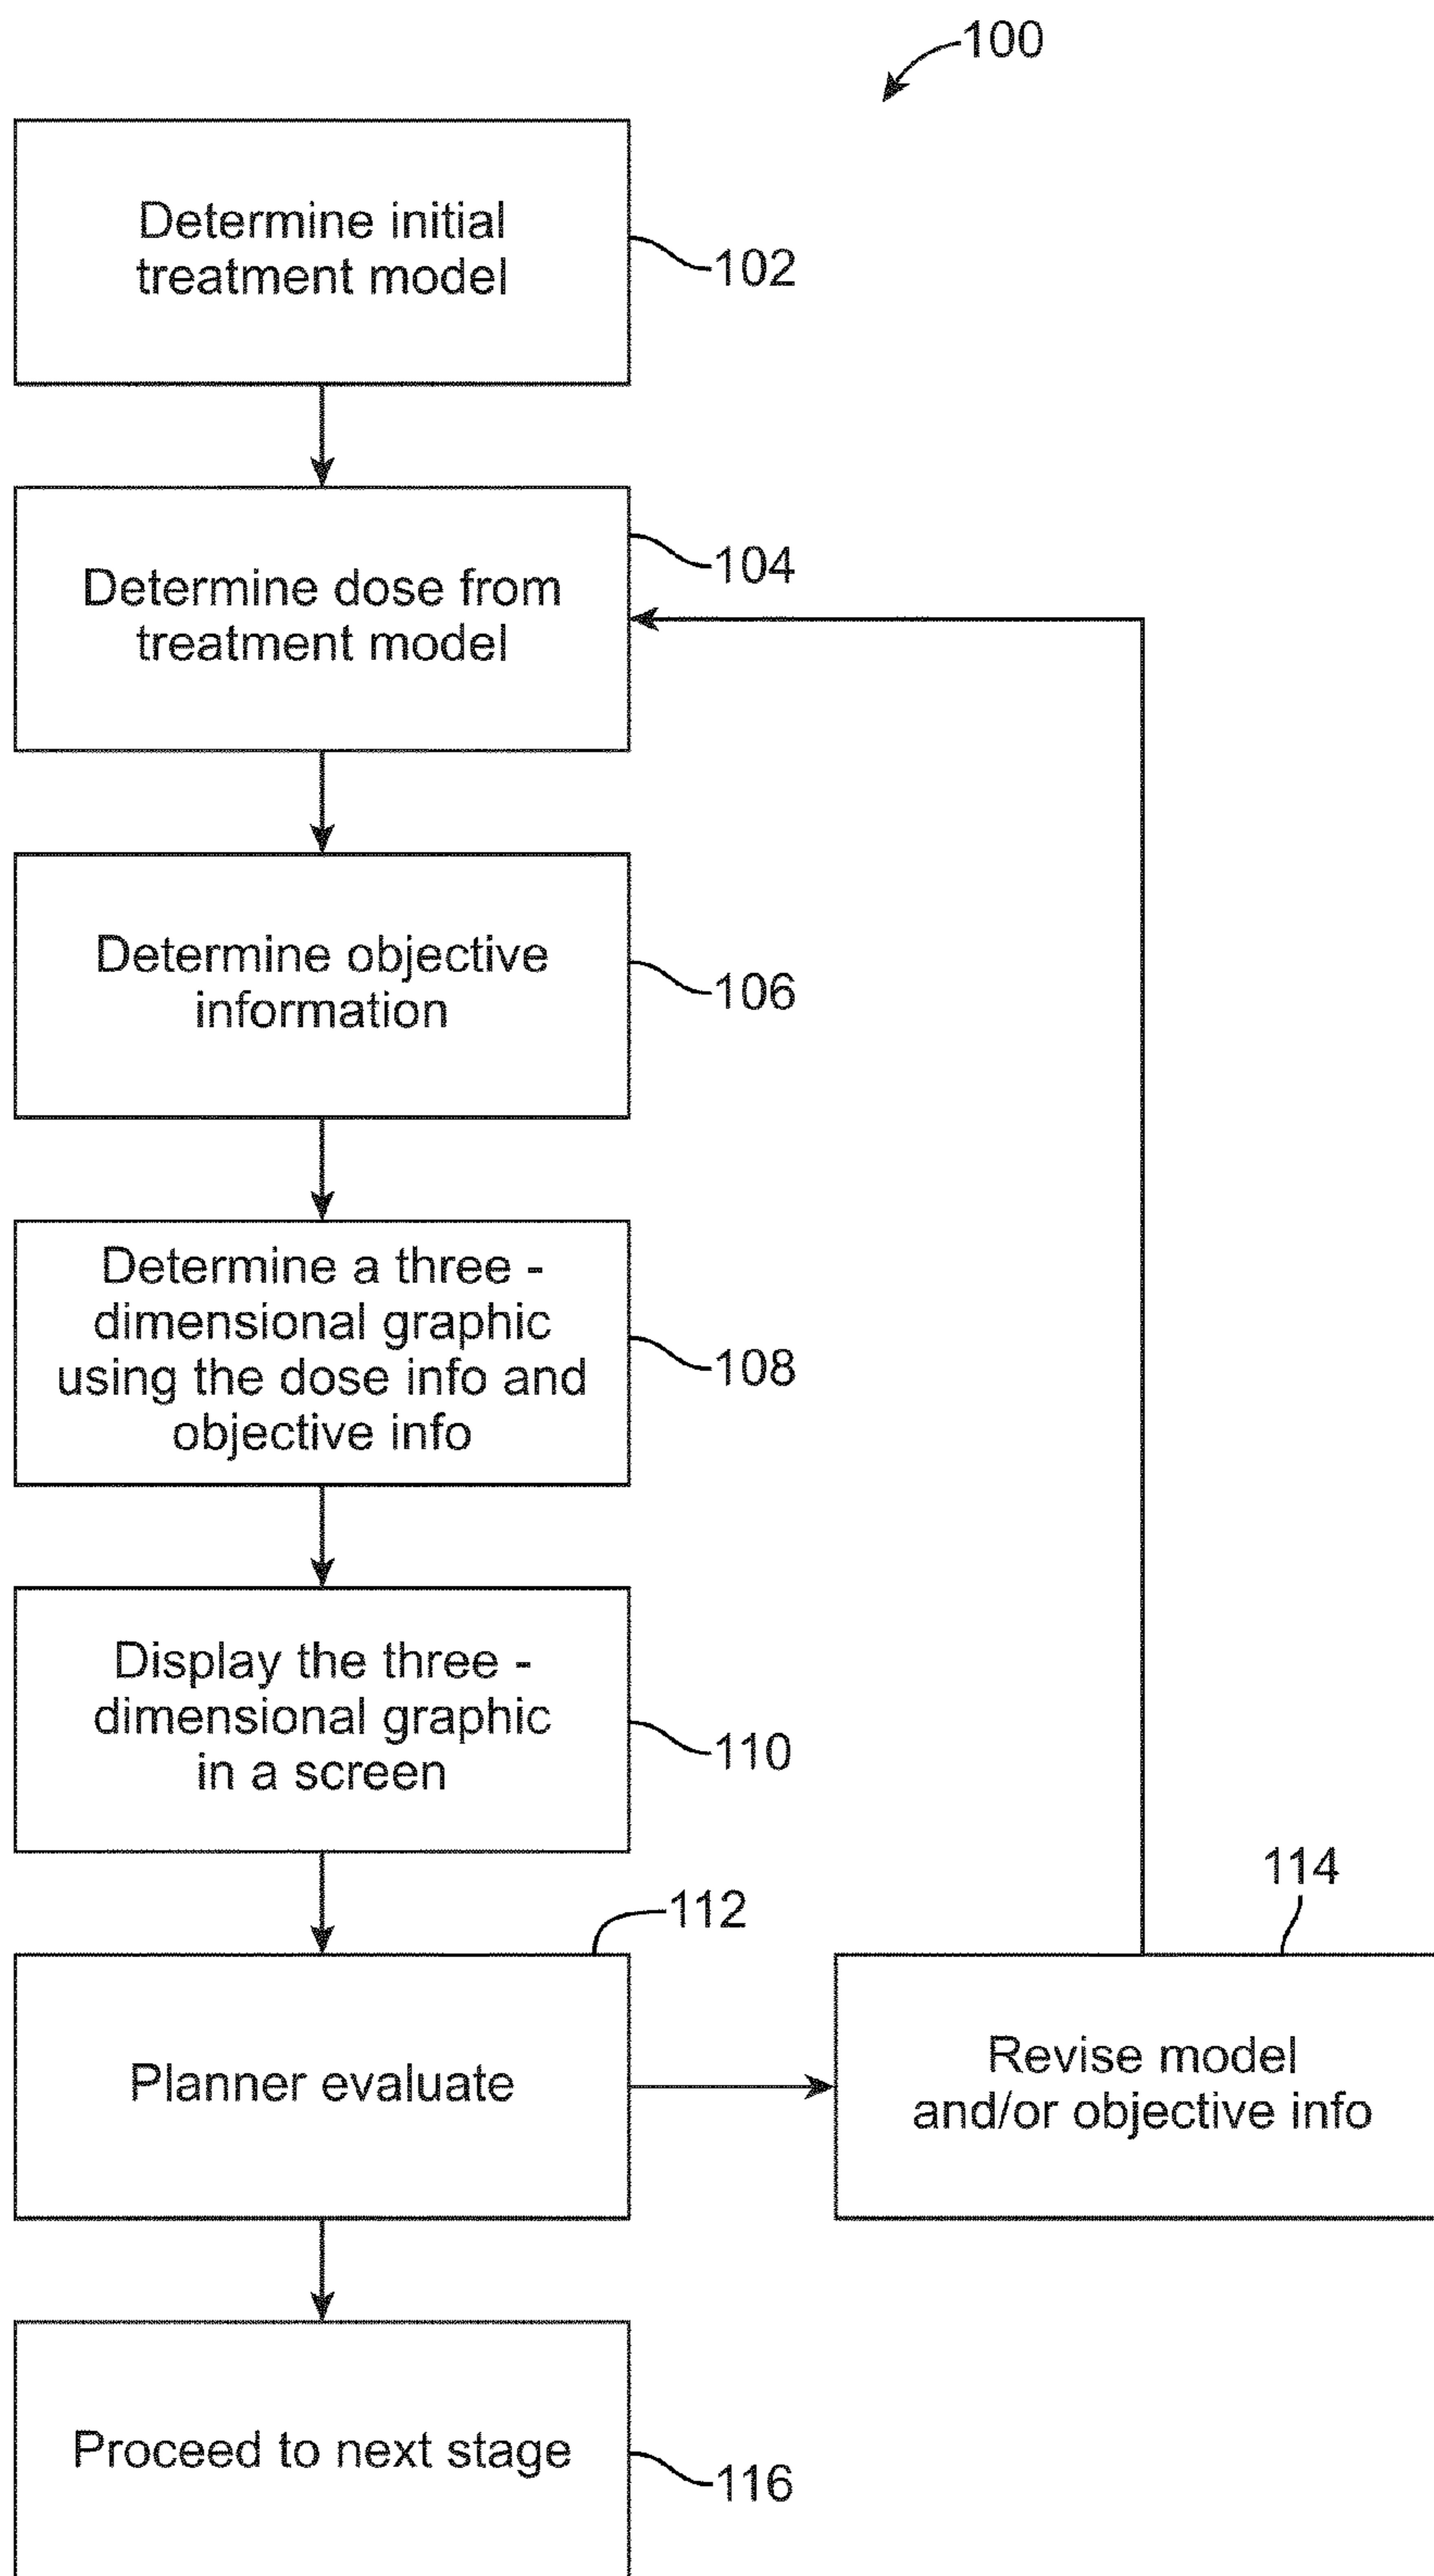 100
Determine initial
treatment model
102
Determine dose from
treatment model
104
Determine objective
information
106
Determine a three -
dimensional graphic
using the dose info and
objective info
108
Display the three -
dimensional graphic
in a screen
110
112
Planner evaluate
114
Revise model
and/or objective info
Proceed to next stage
116